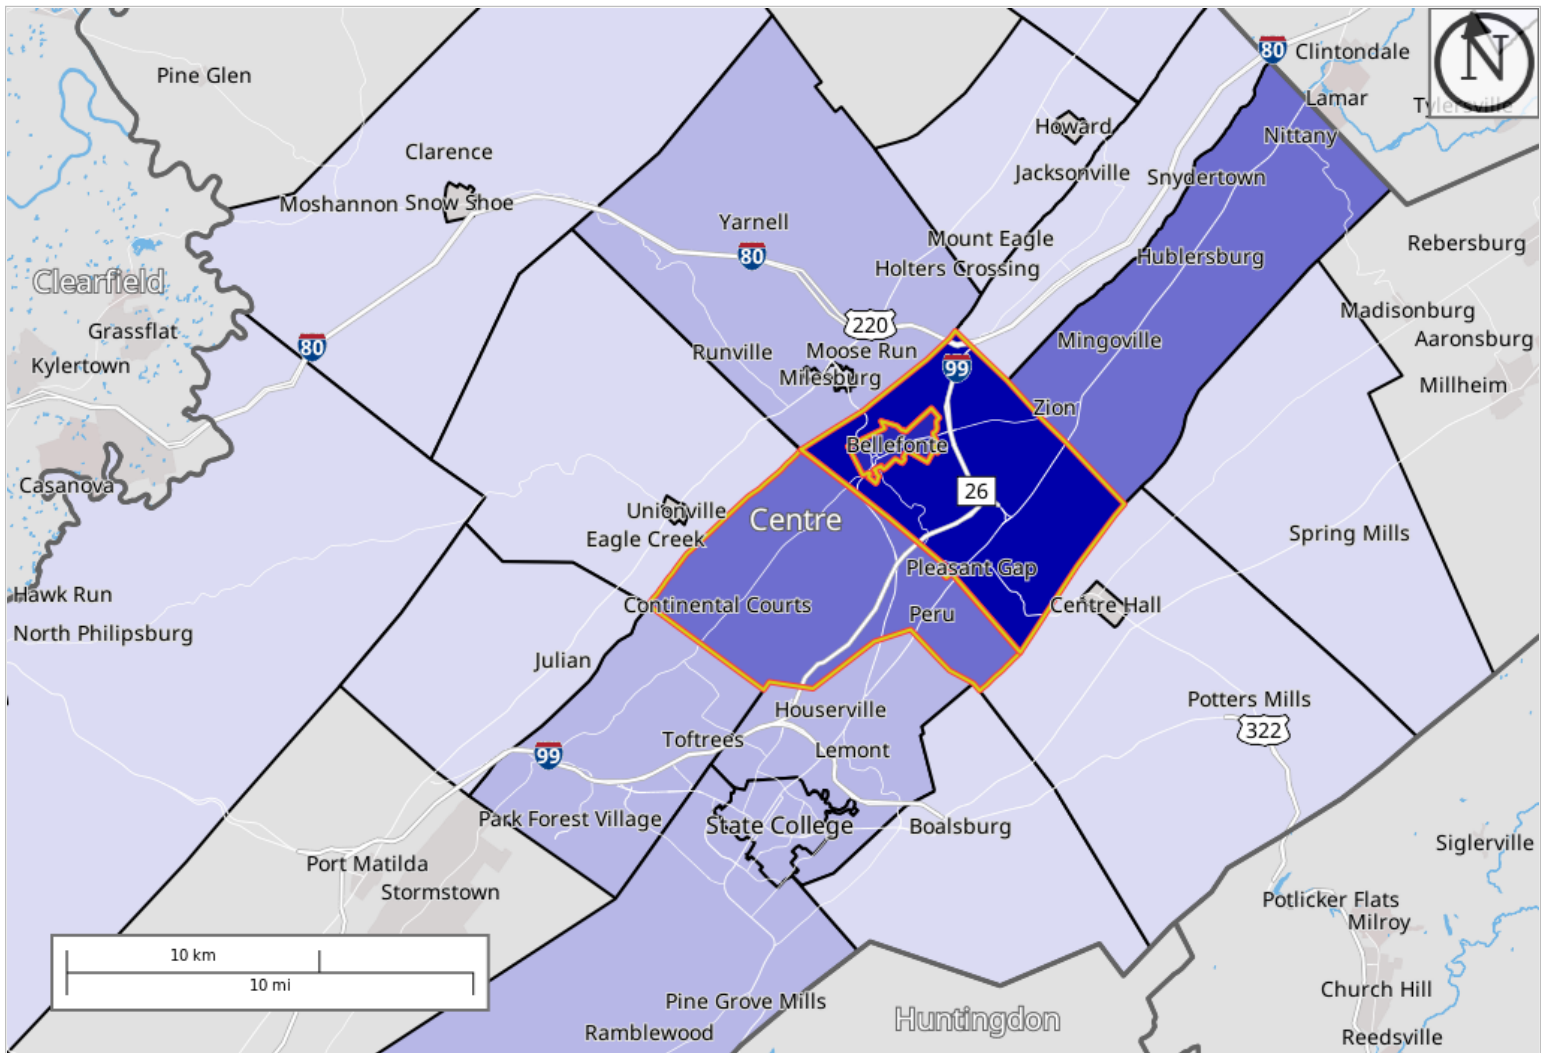 N
80
Clintondale
Pine Glen
Lamar
Tylersville
Howard
Nittany
Clarence
Jacksonville
Snydertown
Moshannon
Snow Shoe
Yarnell
Mount Eagle
Rebersburg
80
Hublersburg
Holters Crossing
Clearfield
Madisonburg
220
Grassflat
Aaronsburg
80
Mingoville
Runville
Moose Run
Kylertown
99
Milesburg
Millheim
Zion
Bellefonte
Casanova
26
Unionville
Centre
Spring Mills
Eagle Creek
Pleasant Gap
Hawk Run
Continental Courts
Centre Hall
Peru
North Philipsburg
Julian
Potters Mills
Houserville
322
Toftrees
Lemont
99
Park Forest Village
State College
Boalsburg
Siglerville
Port Matilda
Stormstown
Potlicker Flats
Milroy
10 km
10 mi
Church Hill
Pine Grove Mills
Huntingdon
Ramblewood
Reedsville